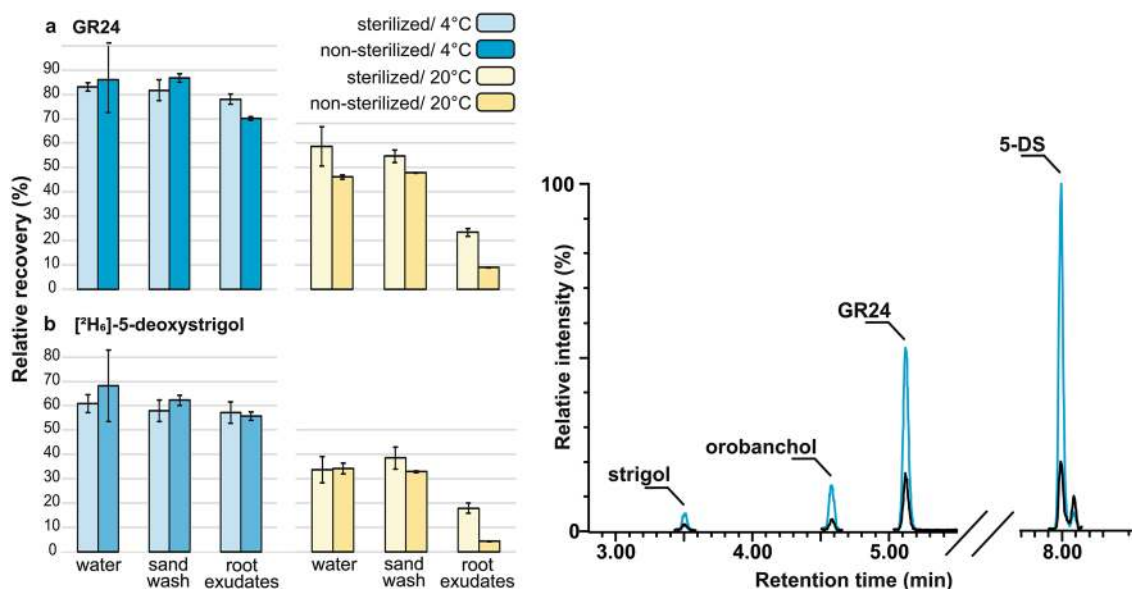 a GR24
sterilized/ 4°C
non-sterilized/ 4°C
sterilized/ 20°C
non-sterilized/ 20°C
Relative recovery (%)
90
80
70
60
50
40
30
20
10
0
b [²H₆]-5-deoxystrigol
80
70
60
50
40
30
20
10
0
water
sand wash
root exudates
water
sand wash
root exudates
5-DS
100
GR24
orobanchol
strigol
Relative intensity (%)
0
3.00
4.00
5.00
8.00
Retention time (min)